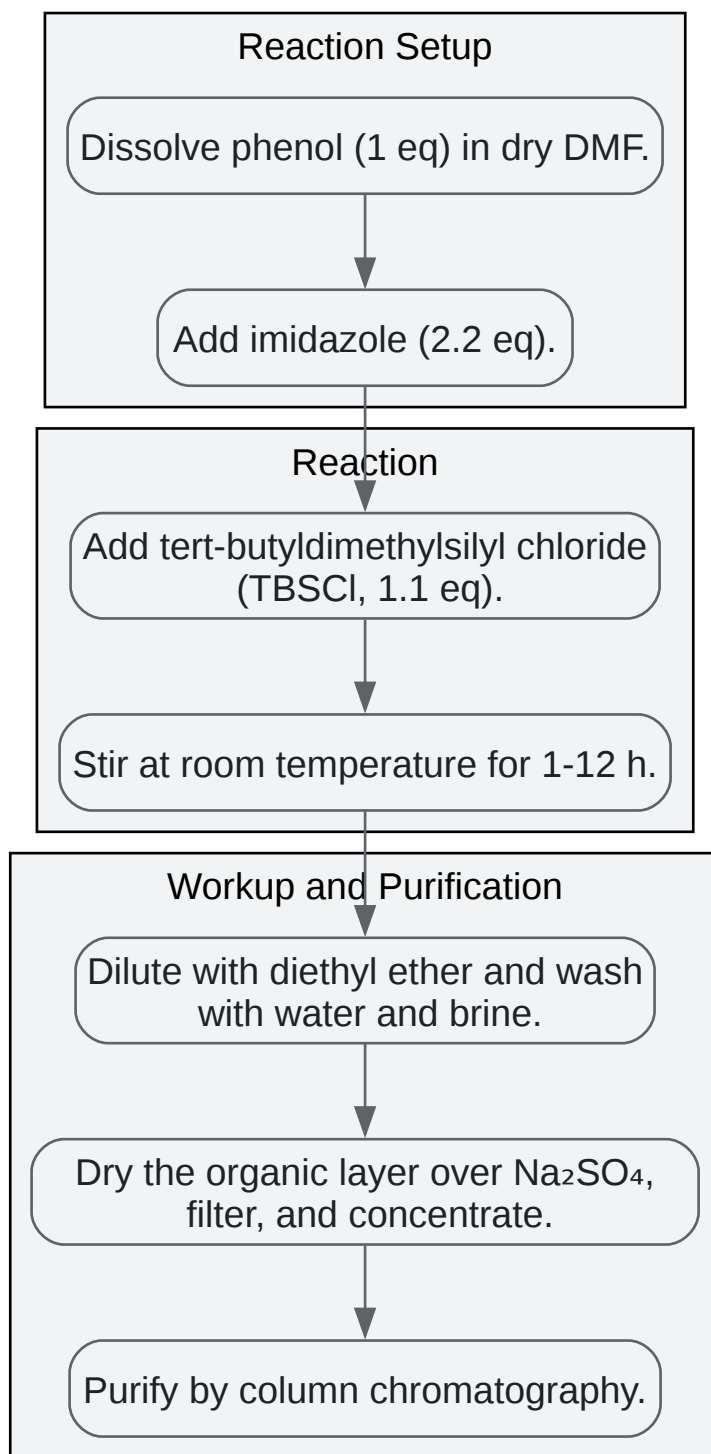 Reaction Setup
Dissolve phenol (1 eq) in dry DMF.
Add imidazole (2.2 eq).
Reaction
Add tert-butyldimethylsilyl chloride
(TBSCl, 1.1 eq).
Stir at room temperature for 1-12 h.
Workup and Purification
Dilute with diethyl ether and wash
with water and brine.
Dry the organic layer over Na₂SO₄,
filter, and concentrate.
Purify by column chromatography.